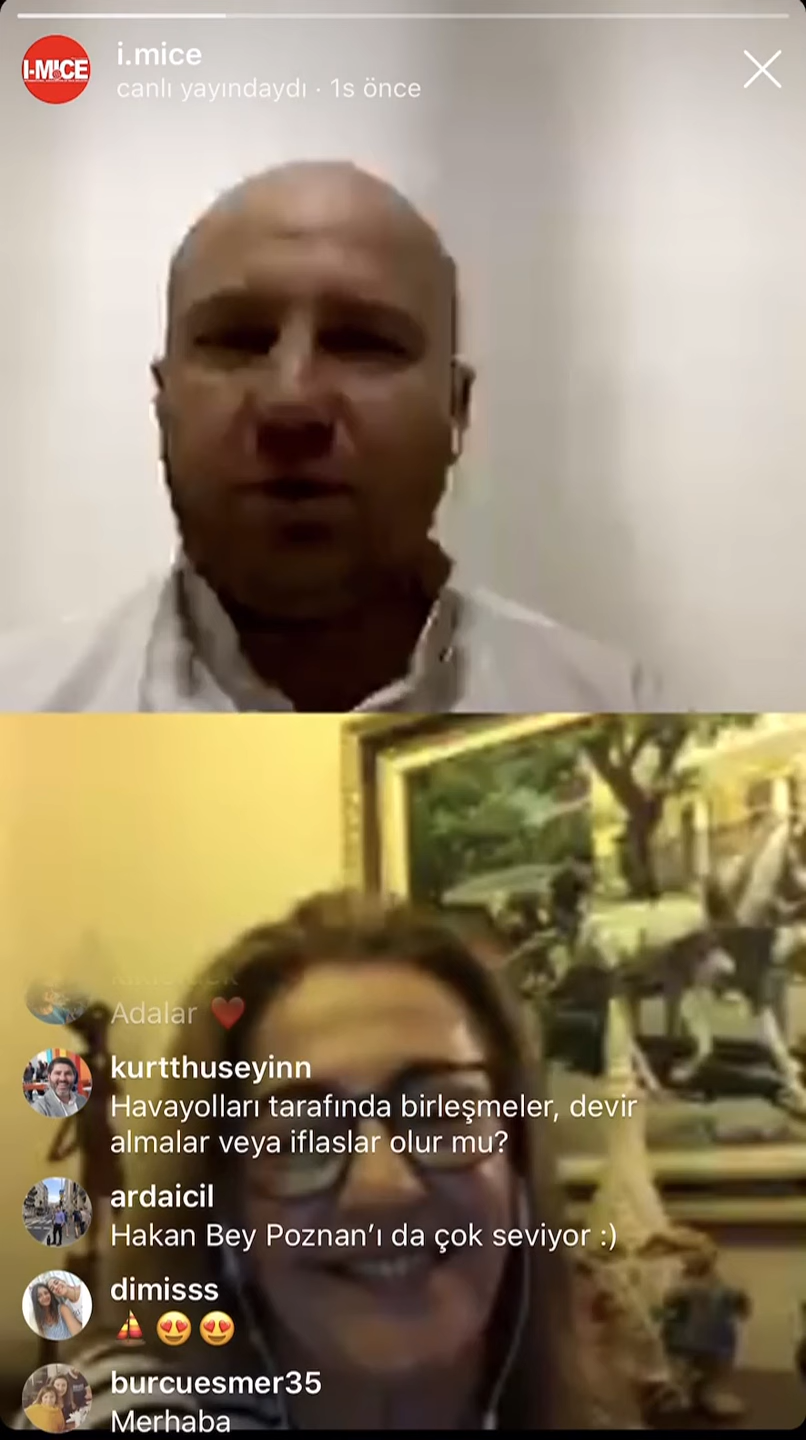 I-MICE
i.mice
canlı yayındaydı · 1s önce
Adalar ❤️
kurtthuseyinn
Havayolları tarafında birleşmeler, devir
almalar veya iflaslar olur mu?
ardaicil
Hakan Bey Poznan’ı da çok seviyor :)
dimisss
⛵😍😍
burcuesmer35
Merhaba